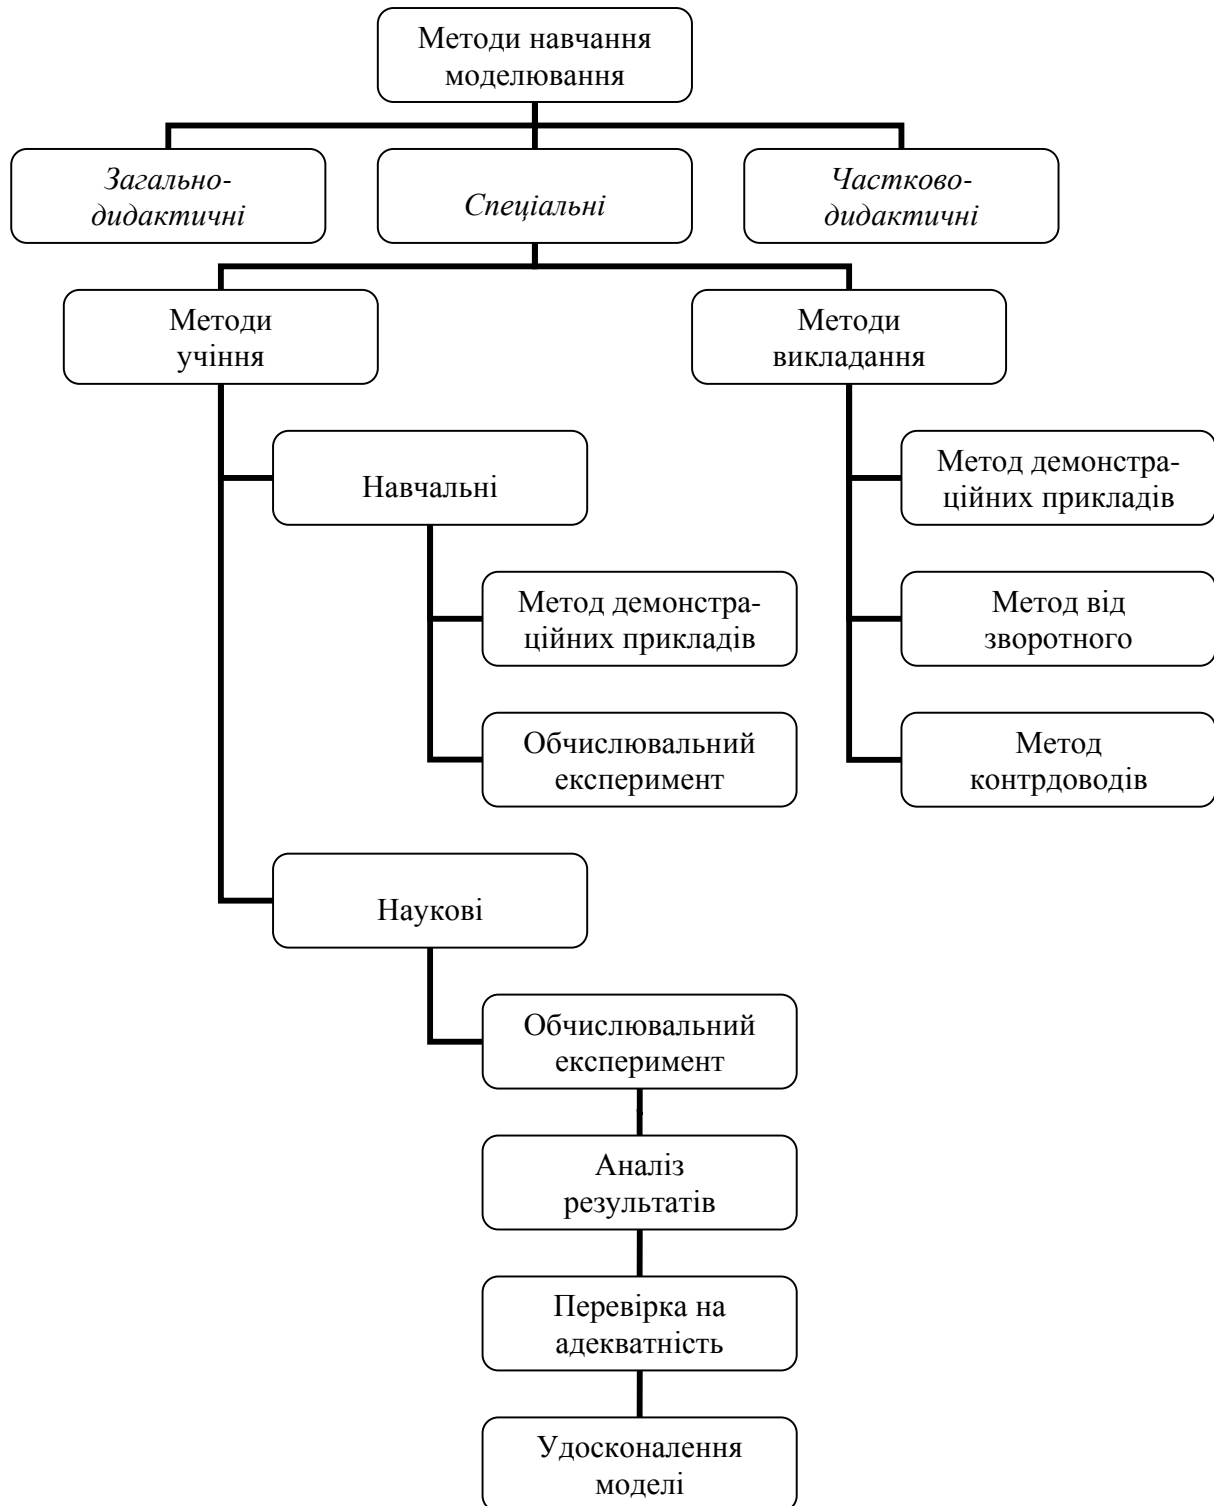 Методи навчання
моделювання
Загально-
дидактичні
Спеціальні
Частково-
дидактичні
Методи
учіння
Методи
викладання
Навчальні
Метод демонстра-
ційних прикладів
Метод демонстра-
ційних прикладів
Метод від
зворотного
Обчислювальний
експеримент
Метод
контрдоводів
Наукові
Обчислювальний
експеримент
Аналіз
результатів
Перевірка на
адекватність
Удосконалення
моделі